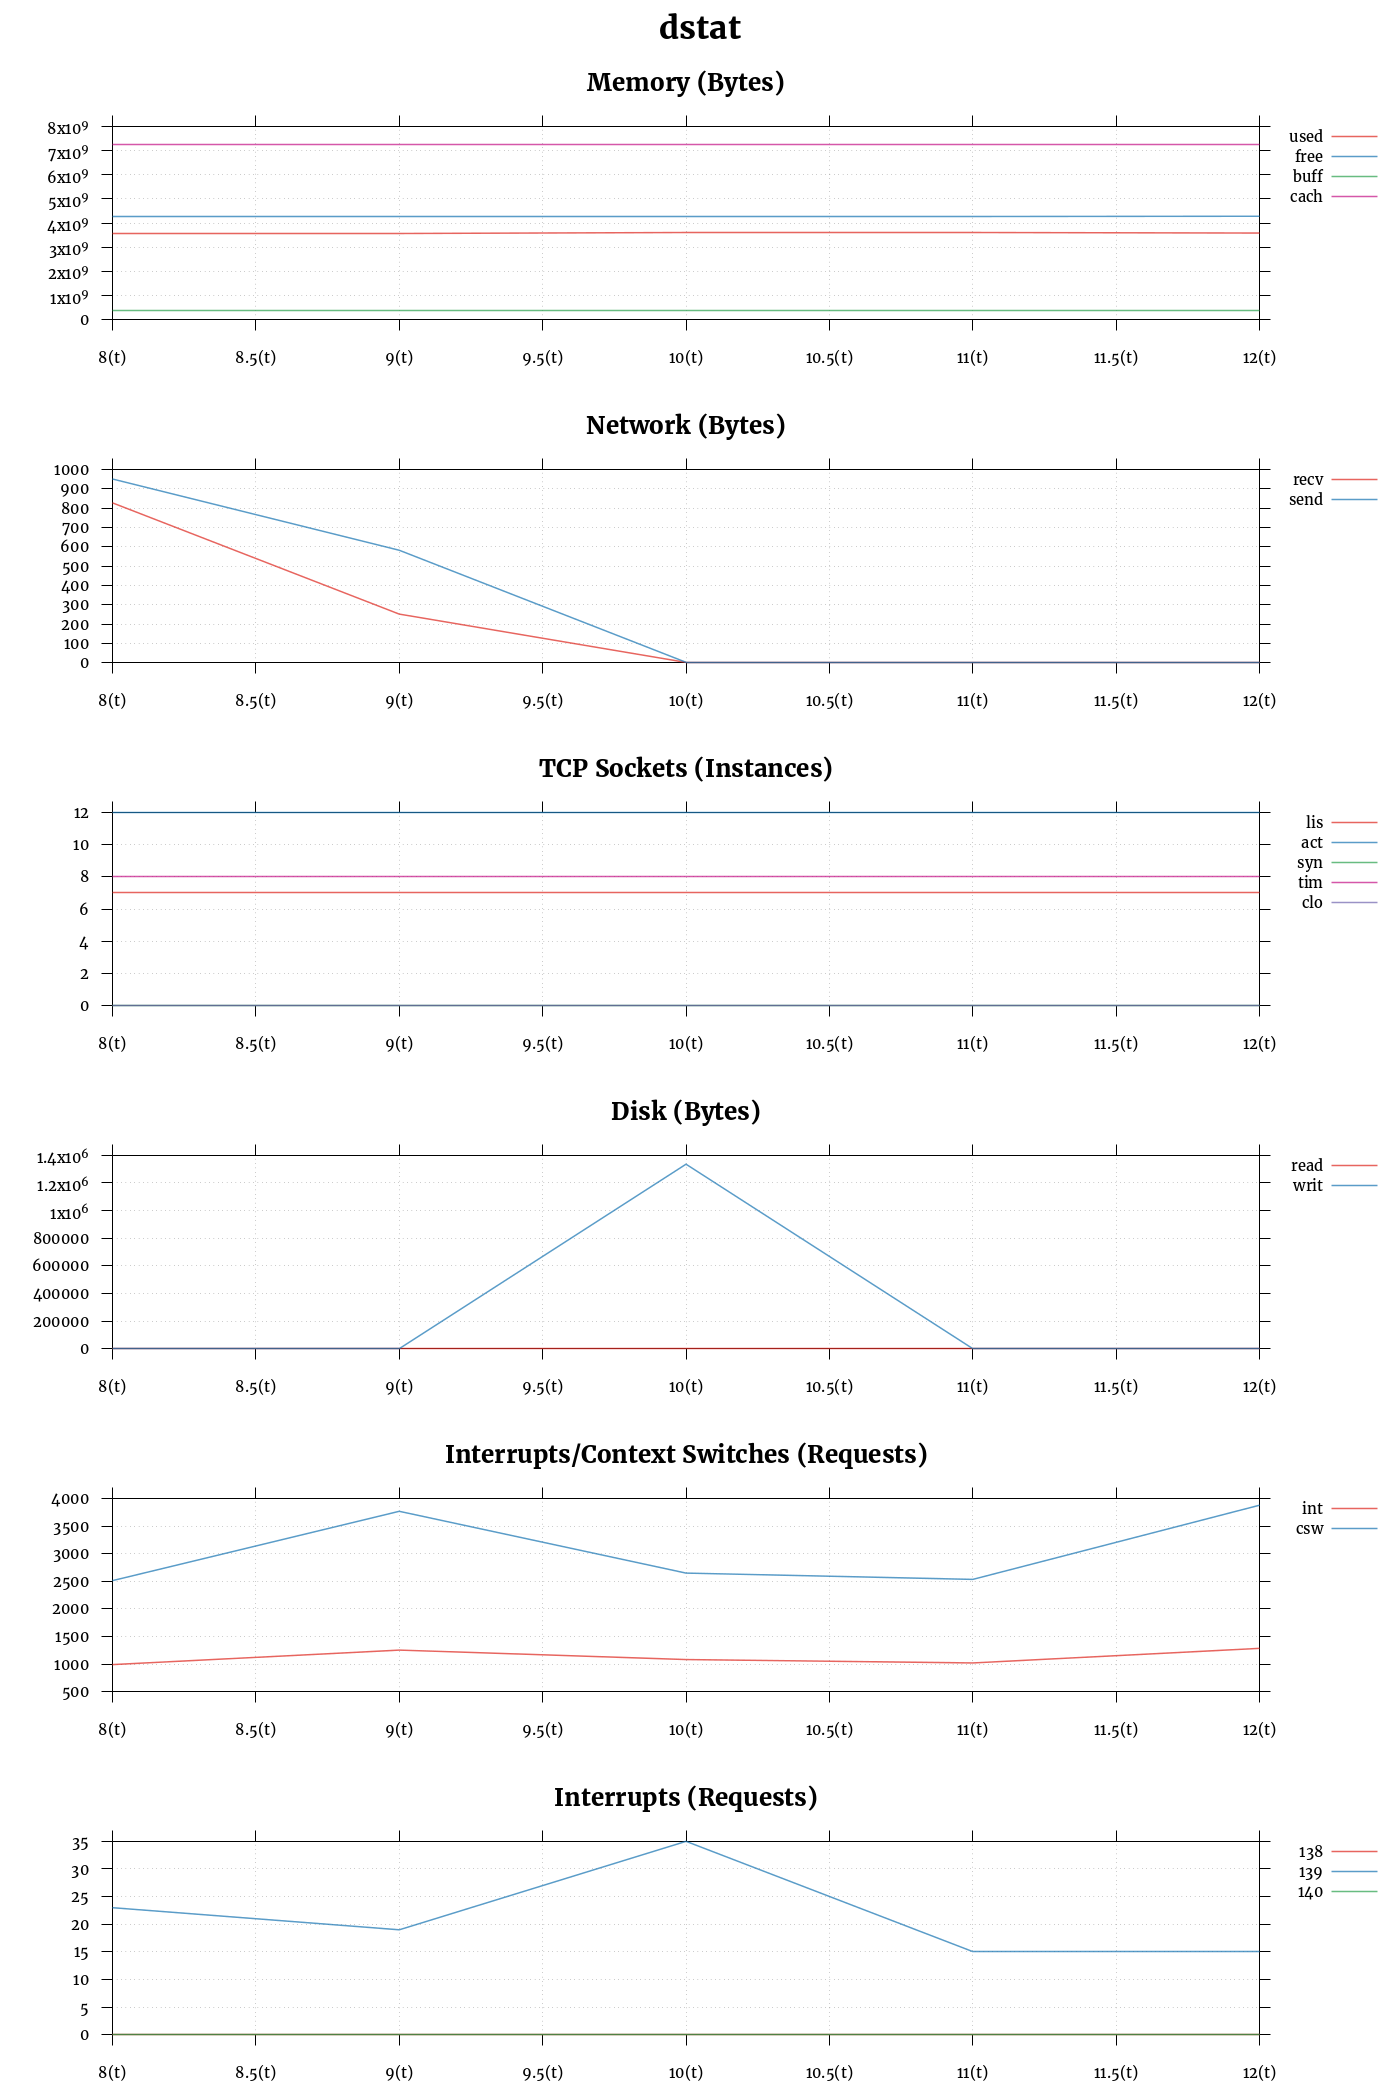 dstat
Memory (Bytes)
8x10⁹
7x10⁹
6x10⁹
5x10⁹
4x10⁹
3x10⁹
2x10⁹
1x10⁹
0
8(t) 8.5(t) 9(t) 9.5(t) 10(t) 10.5(t) 11(t) 11.5(t) 12(t)
used
free
buff
cach
Network (Bytes)
1000
900
800
700
600
500
400
300
200
100
0
8(t) 8.5(t) 9(t) 9.5(t) 10(t) 10.5(t) 11(t) 11.5(t) 12(t)
recv
send
TCP Sockets (Instances)
12
10
8
6
4
2
0
8(t) 8.5(t) 9(t) 9.5(t) 10(t) 10.5(t) 11(t) 11.5(t) 12(t)
lis
act
syn
tim
clo
Disk (Bytes)
1.4x10⁶
1.2x10⁶
1x10⁶
800000
600000
400000
200000
0
8(t) 8.5(t) 9(t) 9.5(t) 10(t) 10.5(t) 11(t) 11.5(t) 12(t)
read
writ
Interrupts/Context Switches (Requests)
4000
3500
3000
2500
2000
1500
1000
500
8(t) 8.5(t) 9(t) 9.5(t) 10(t) 10.5(t) 11(t) 11.5(t) 12(t)
int
csw
Interrupts (Requests)
35
30
25
20
15
10
5
0
8(t) 8.5(t) 9(t) 9.5(t) 10(t) 10.5(t) 11(t) 11.5(t) 12(t)
138
139
140